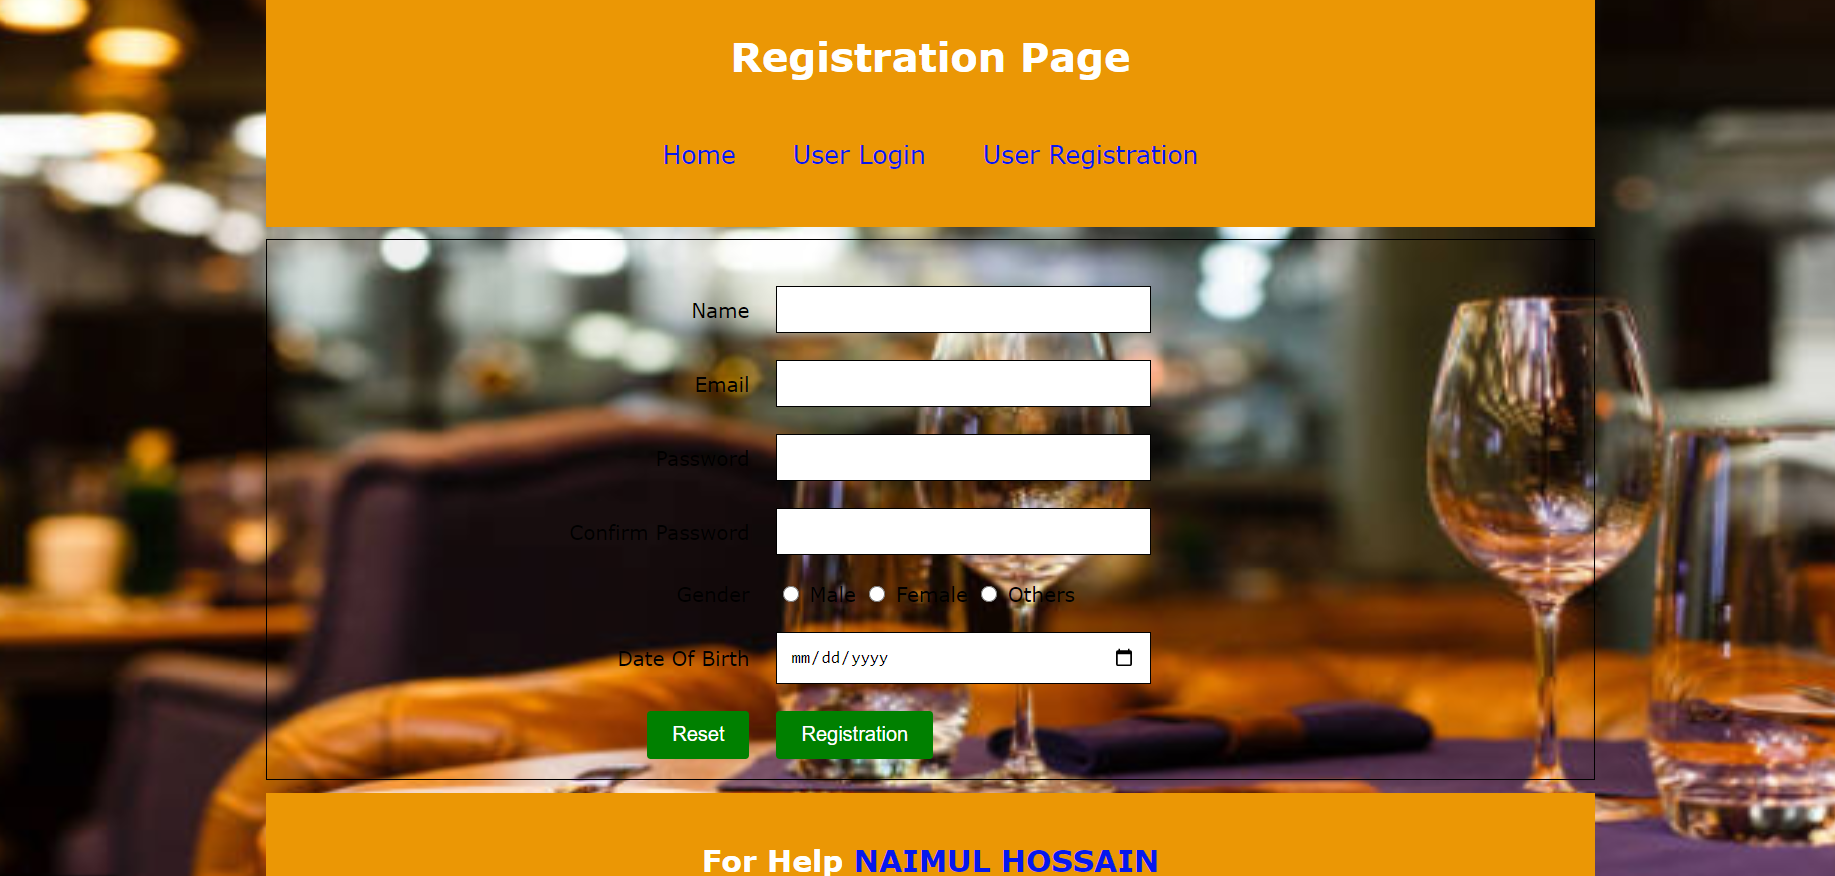 Registration Page
Home User Login User Registration
Name
Email
Password
Confirm Password
Gender Male Female Others
Date Of Birth mm/dd/yyyy
Reset Registration
For Help NAIMUL HOSSAIN